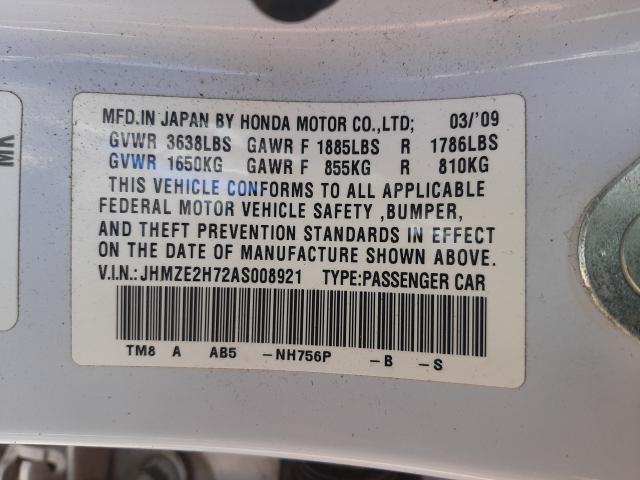 MFD.IN JAPAN BY HONDA MOTOR CO.,LTD; 03/'09
GVWR 3638LBS GAWR F 1885LBS R 1786LBS
GVWR 1650KG GAWR F 855KG R 810KG
THIS VEHICLE CONFORMS TO ALL APPLICABLE
FEDERAL MOTOR VEHICLE SAFETY ,BUMPER,
AND THEFT PREVENTION STANDARDS IN EFFECT
ON THE DATE OF MANUFACTURE SHOWN ABOVE.
V.I.N.: JHMZE2H72AS008921 TYPE:PASSENGER CAR
TM8 A AB5 -NH756P -B -S
MK